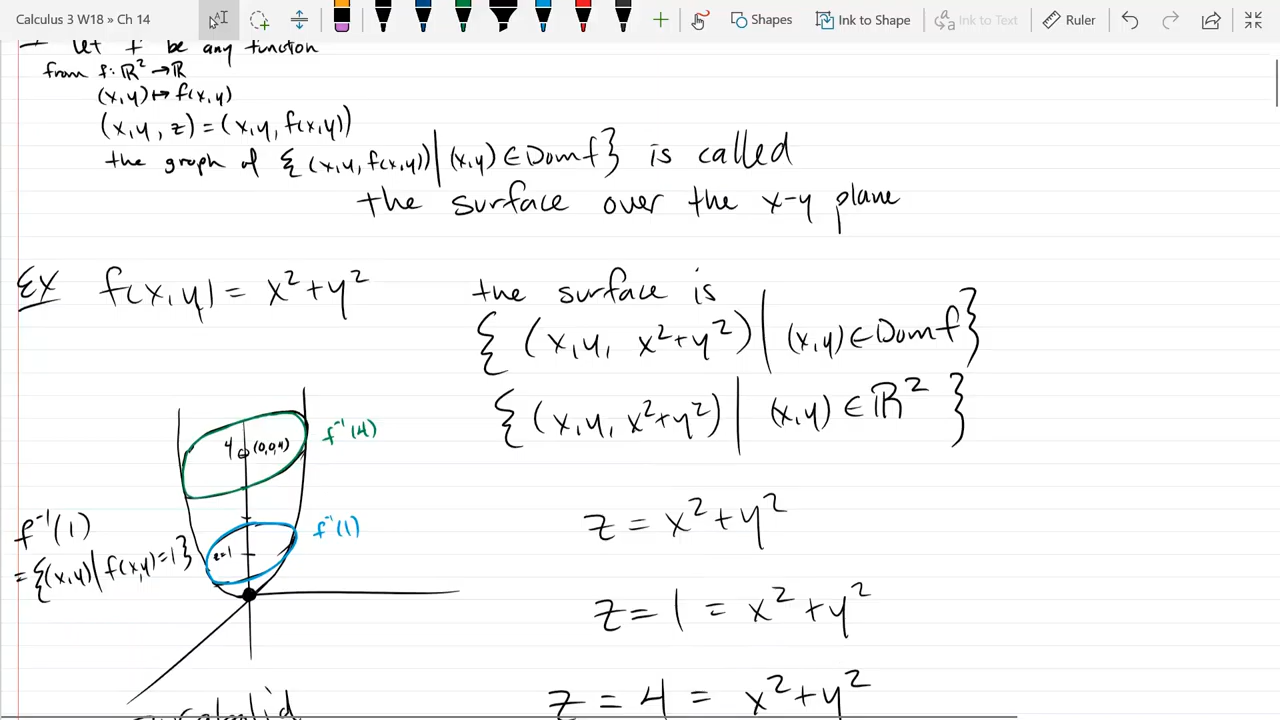 Calculus 3 W18 » Ch 14
Shapes
Ink to Shape
Ink to Text
Ruler
→ Let f be any functon
from f: ℝ² → ℝ
(x,y) ↦ f(x,y)
(x,y, z) = (x,y, f(x,y))
the graph of {(x,y, f(x,y)) | (x,y) ∈ Dom f} is called
the surface over the x-y plane
EX f(x,y) = x² + y²
the surface is
{(x,y, x²+y²) | (x,y) ∈ Dom f}
{(x,y, x²+y²) | (x,y) ∈ ℝ²}
4 (0,0,4)
f⁻¹(4)
z = x² + y²
f⁻¹(1)
f⁻¹(1)
= {(x,y) | f(x,y) = 1}
z = 1 = x² + y²
z = 4 = x² + y²